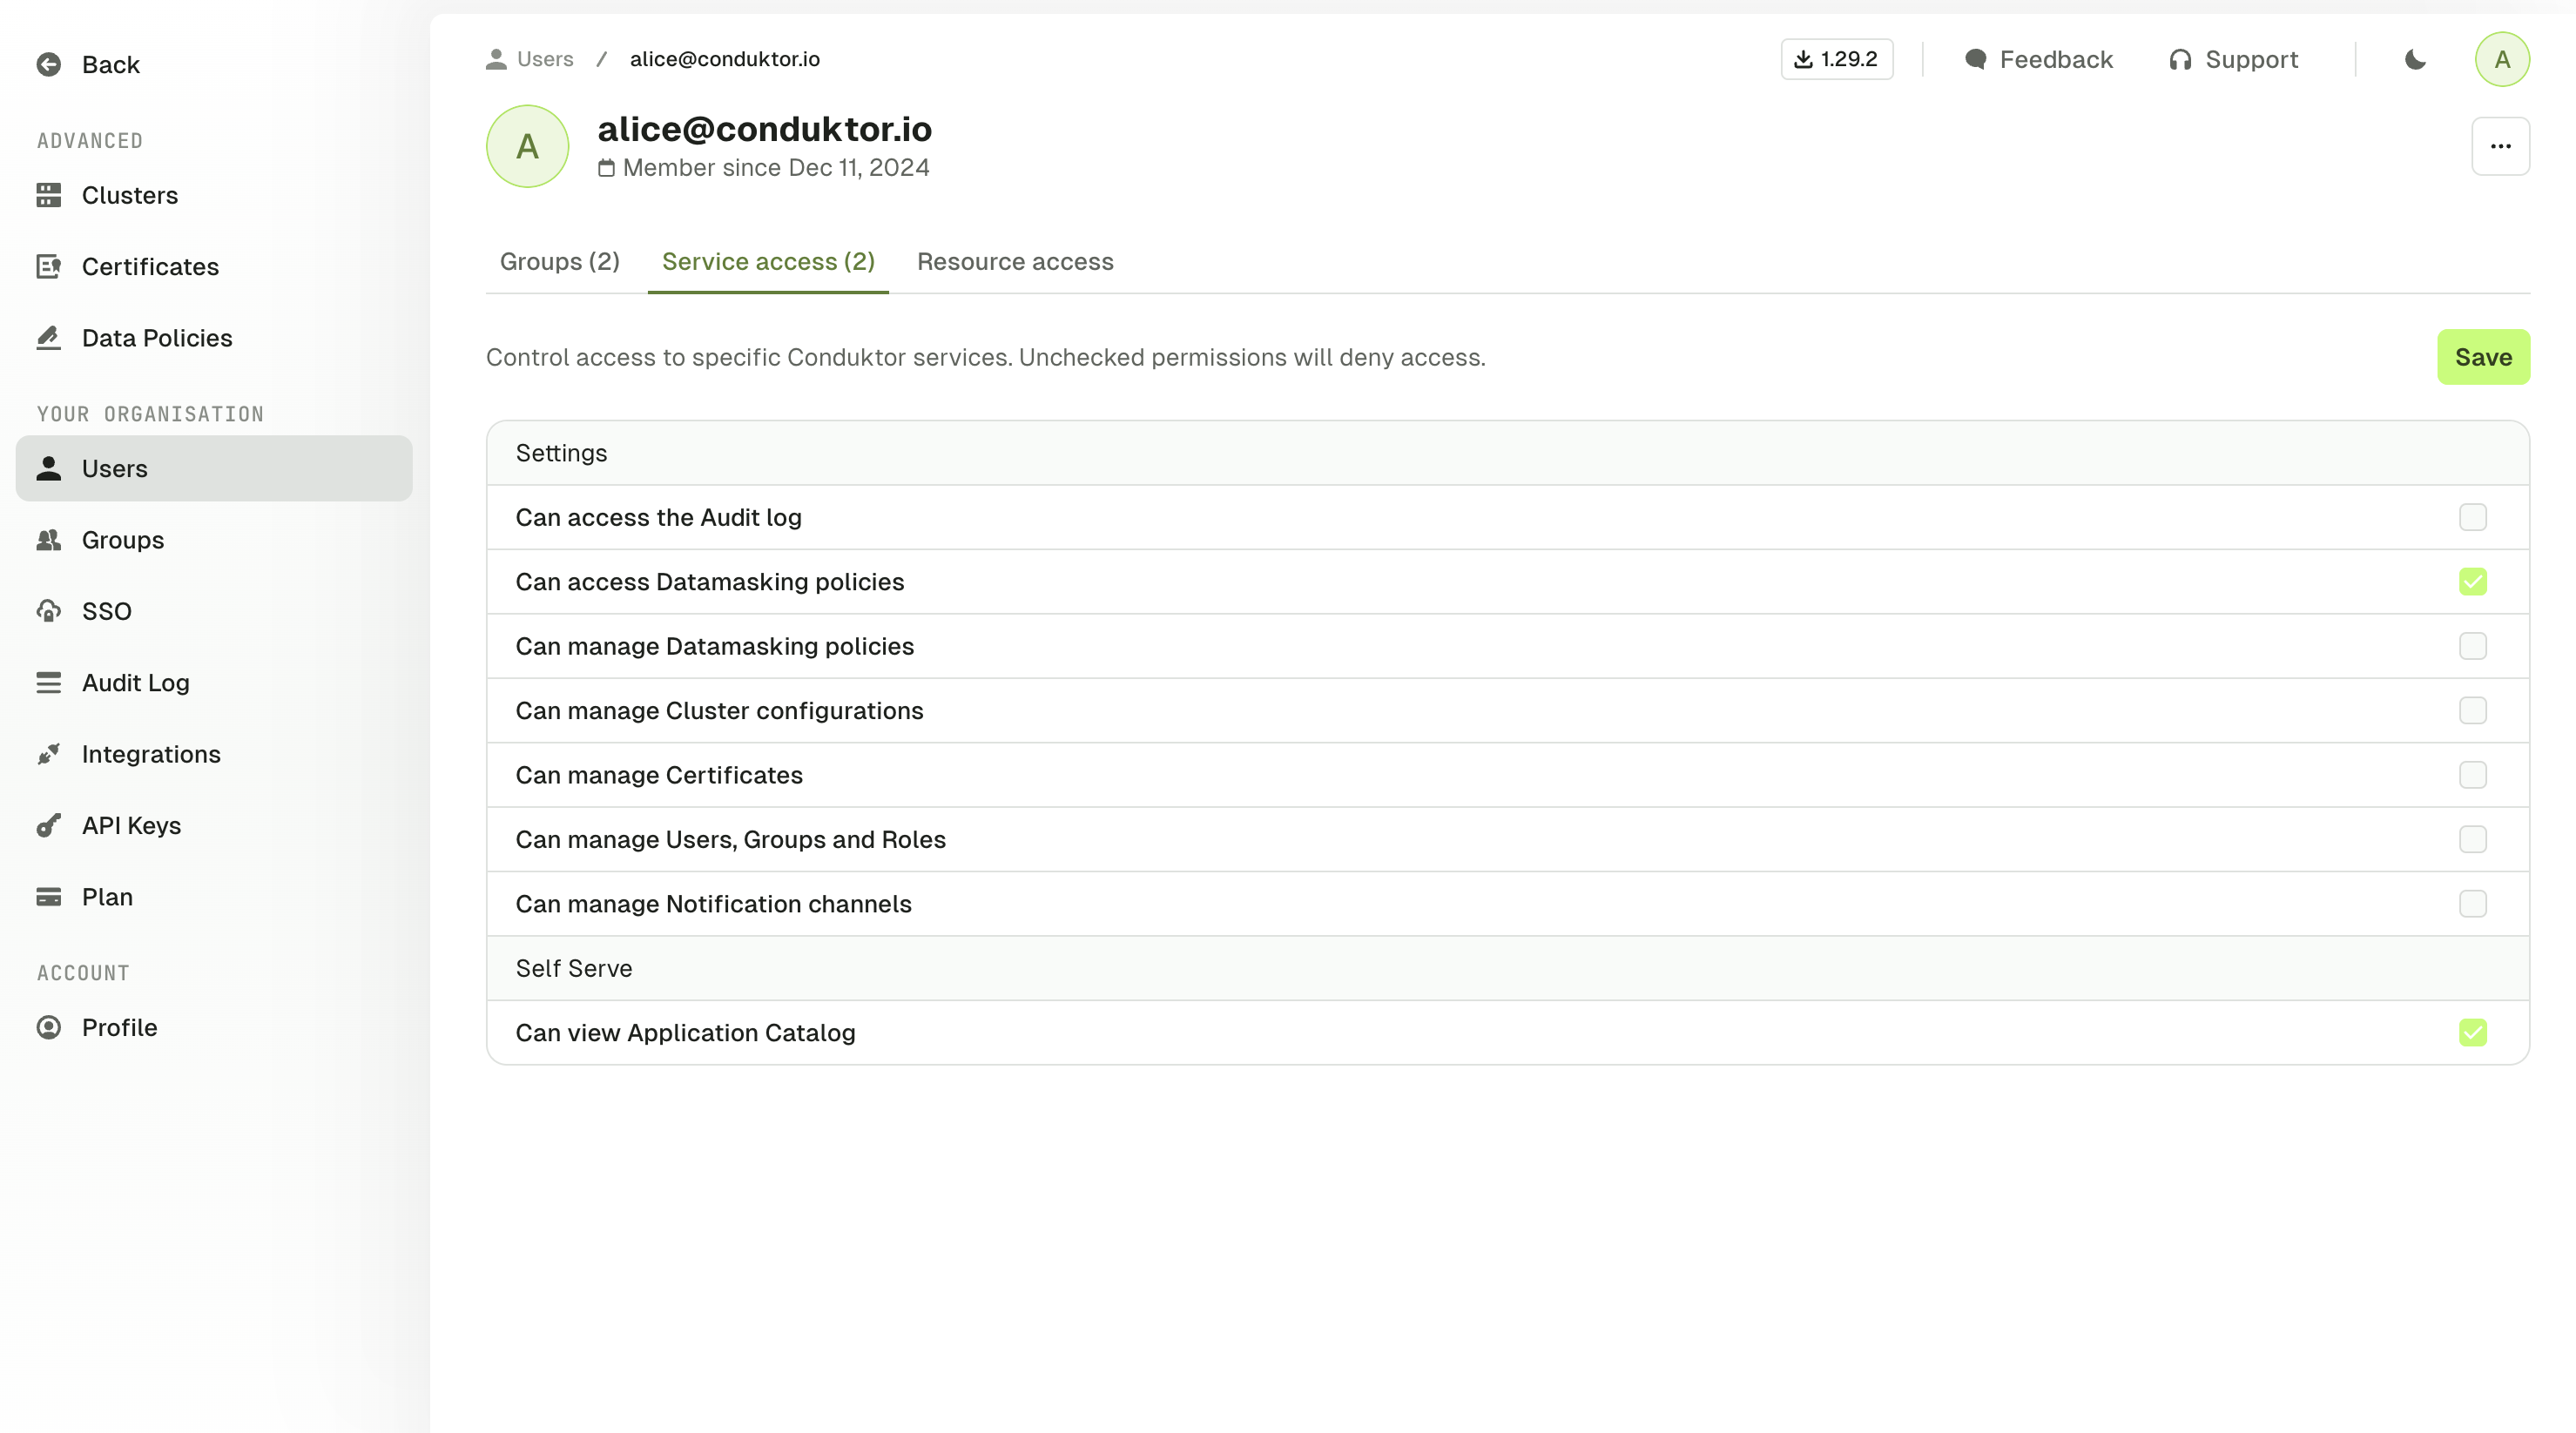 Back
ADVANCED
Clusters
Certificates
Data Policies
YOUR ORGANISATION
Users
Groups
SSO
Audit Log
Integrations
API Keys
Plan
ACCOUNT
Profile
Users / alice@conduktor.io
1.29.2
Feedback
Support
A
A
alice@conduktor.io
Member since Dec 11, 2024
Groups (2)
Service access (2)
Resource access
Control access to specific Conduktor services. Unchecked permissions will deny access.
Save
Settings
Can access the Audit log
Can access Datamasking policies
Can manage Datamasking policies
Can manage Cluster configurations
Can manage Certificates
Can manage Users, Groups and Roles
Can manage Notification channels
Self Serve
Can view Application Catalog